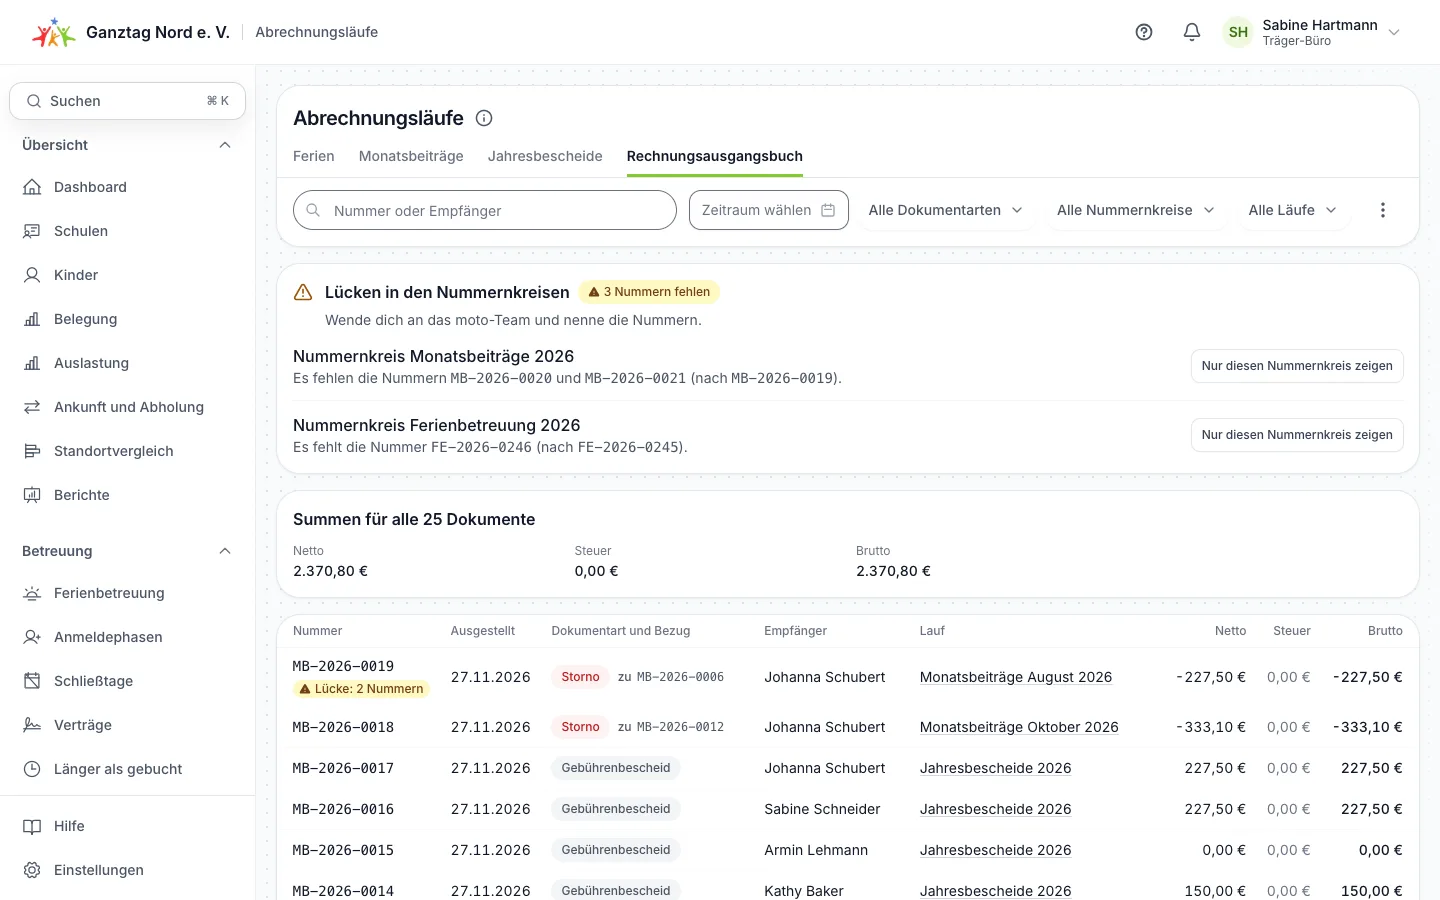 Ganztag Nord e. V.
Abrechnungsläufe
SH
Sabine Hartmann
Träger-Büro
Suchen
⌘ K
Übersicht
Dashboard
Schulen
Kinder
Belegung
Auslastung
Ankunft und Abholung
Standortvergleich
Berichte
Betreuung
Ferienbetreuung
Anmeldephasen
Schließtage
Verträge
Länger als gebucht
Hilfe
Einstellungen
Abrechnungsläufe
Ferien Monatsbeiträge Jahresbescheide Rechnungsausgangsbuch
Nummer oder Empfänger Zeitraum wählen Alle Dokumentarten Alle Nummernkreise Alle Läufe
Lücken in den Nummernkreisen 3 Nummern fehlen
Wende dich an das moto-Team und nenne die Nummern.
Nummernkreis Monatsbeiträge 2026
Es fehlen die Nummern MB-2026-0020 und MB-2026-0021 (nach MB-2026-0019).
Nur diesen Nummernkreis zeigen
Nummernkreis Ferienbetreuung 2026
Es fehlt die Nummer FE-2026-0246 (nach FE-2026-0245).
Nur diesen Nummernkreis zeigen
Summen für alle 25 Dokumente
Netto Steuer Brutto
2.370,80 € 0,00 € 2.370,80 €
Nummer Ausgestellt Dokumentart und Bezug Empfänger Lauf Netto Steuer Brutto
MB-2026-0019 27.11.2026 Storno zu MB-2026-0006 Johanna Schubert Monatsbeiträge August 2026 -227,50 € 0,00 € -227,50 €
Lücke: 2 Nummern
MB-2026-0018 27.11.2026 Storno zu MB-2026-0012 Johanna Schubert Monatsbeiträge Oktober 2026 -333,10 € 0,00 € -333,10 €
MB-2026-0017 27.11.2026 Gebührenbescheid Johanna Schubert Jahresbescheide 2026 227,50 € 0,00 € 227,50 €
MB-2026-0016 27.11.2026 Gebührenbescheid Sabine Schneider Jahresbescheide 2026 227,50 € 0,00 € 227,50 €
MB-2026-0015 27.11.2026 Gebührenbescheid Armin Lehmann Jahresbescheide 2026 0,00 € 0,00 € 0,00 €
MB-2026-0014 27.11.2026 Gebührenbescheid Kathy Baker Jahresbescheide 2026 150,00 € 0,00 € 150,00 €